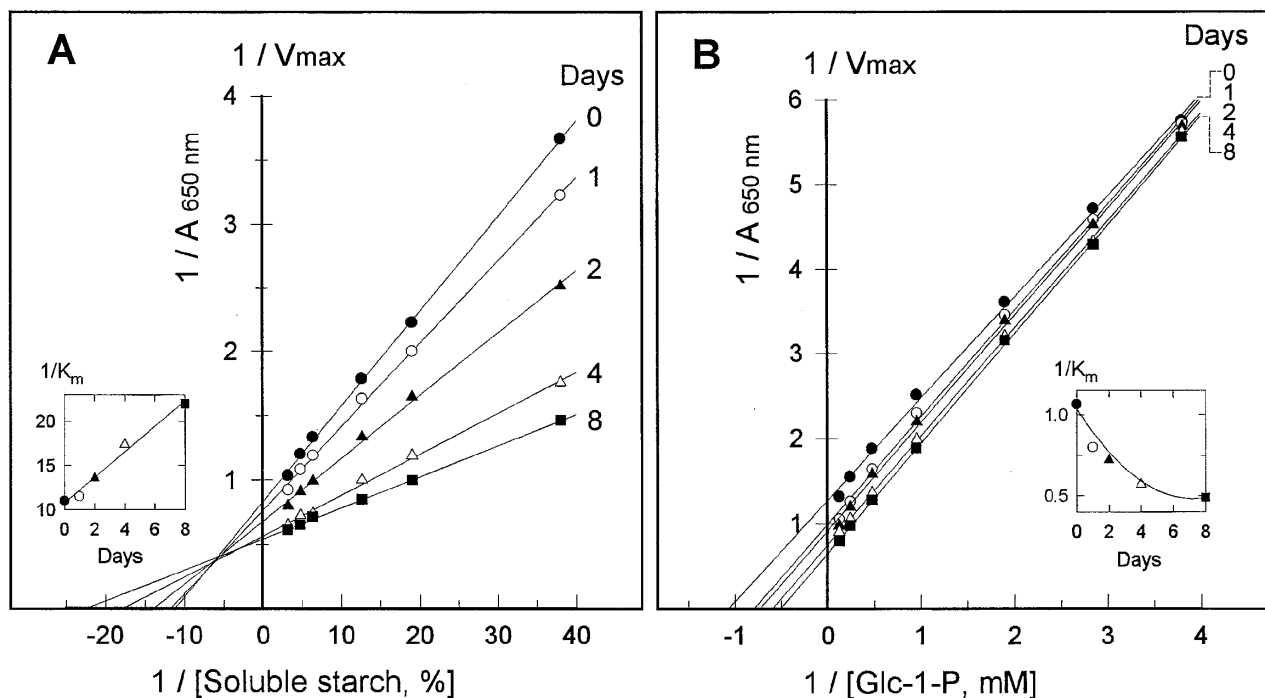 A
1 / Vmax
Days
1 / A 650 nm
4
3
2
1
0
1
2
4
8
1/Km
20
15
10
0 2 4 6 8
Days
-20 -10 0 10 20 30 40
1 / [Soluble starch, %]
B
1 / Vmax
Days
1 / A 650 nm
6
5
4
3
2
1
0
1
2
4
8
1/Km
1.0
0.5
0 2 4 6 8
Days
-1 0 1 2 3 4
1 / [Glc-1-P, mM]